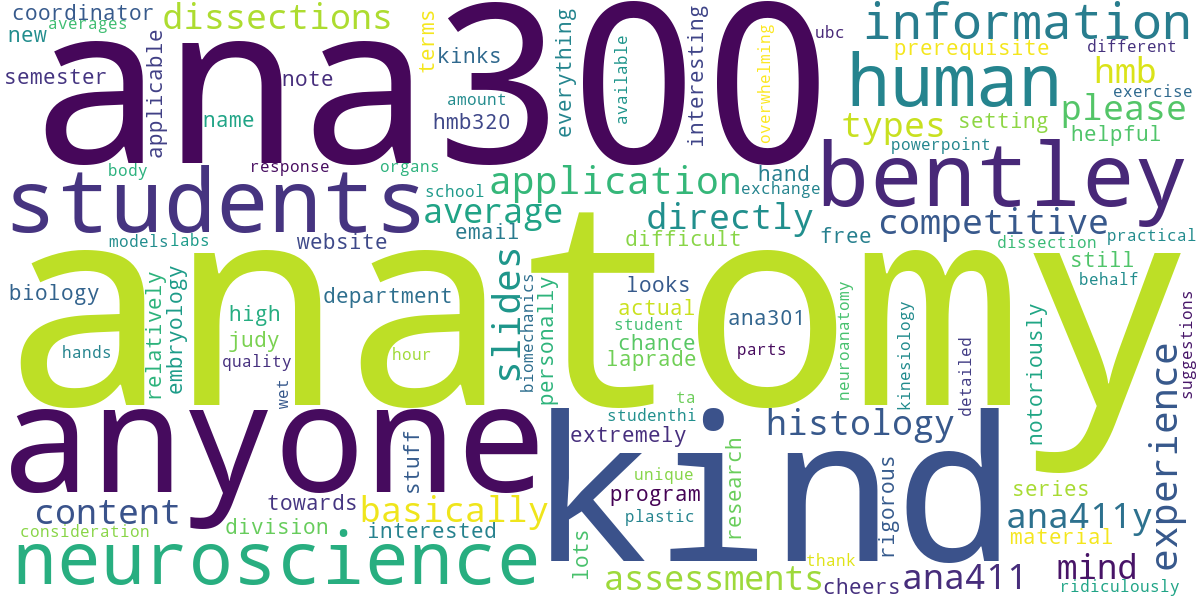 coordinator
averages
new
dissections
terms
kinks
everything
available
interesting
overwhelming
ubc
information
prerequisite
different
semester
ana300
note
applicable
name
amount
hmb320
human
hmb
exercise
types
setting
please
helpful
powerpoint
body
response
organs
students
school
application
hand
exchange
bentley
average
directly
competitive
models
labs
website
email
difficult
free
dissection
practical
still
behalf
anatomy
biology
relatively
embryology
high
judy
quality
hands
department
hour
wet
slides
biomechanics
personally
looks
actual
student
chance
laprade
ana301
parts
neuroanatomy
kinesiology
detailed
notoriously
suggestions
experience
anyone
kind
ta
studenthi
extremely
histology
stuff
unique
program
plastic
research
rigorous
series
ana411y
material
content
towards
basically
division
interested
consideration
neuroscience
lots
assessments
thank
cheers
ana411
mind
ridiculously